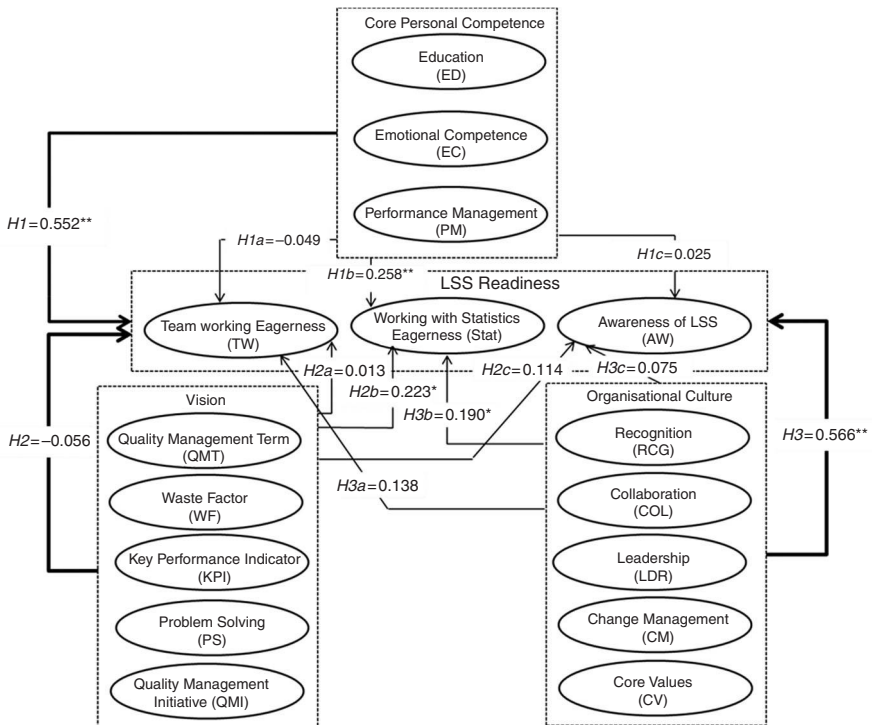 Core Personal Competence
Education
(ED)
Emotional Competence
(EC)
Performance Management
(PM)
H1=0.552**
H1a=–0.049
H1b=0.258**
H1c=0.025
LSS Readiness
Team working Eagerness
(TW)
Working with Statistics
Eagerness (Stat)
Awareness of LSS
(AW)
H2a=0.013
H2b=0.223*
H2c=0.114
H3c=0.075
H3b=0.190*
H3a=0.138
H2=–0.056
H3=0.566**
Vision
Quality Management Term
(QMT)
Waste Factor
(WF)
Key Performance Indicator
(KPI)
Problem Solving
(PS)
Quality Management
Initiative (QMI)
Organisational Culture
Recognition
(RCG)
Collaboration
(COL)
Leadership
(LDR)
Change Management
(CM)
Core Values
(CV)